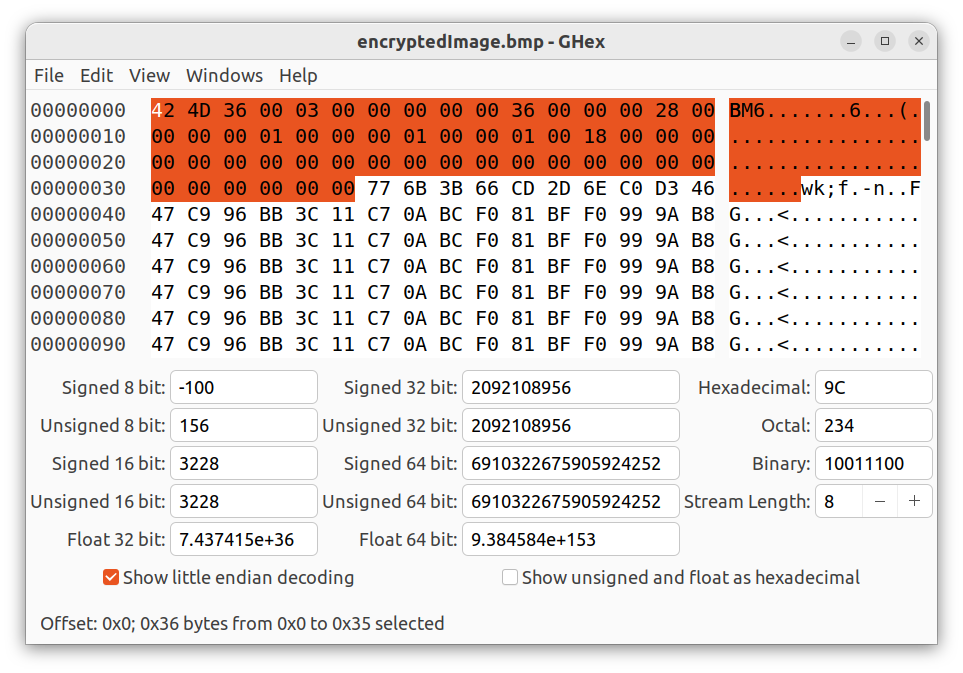 encryptedImage.bmp - GHex
File Edit View Windows Help
00000000 42 4D 36 00 03 00 00 00 00 00 36 00 00 00 28 00 BM6.......6...(.
00000010 00 00 00 01 00 00 00 01 00 00 01 00 18 00 00 00 ................
00000020 00 00 00 00 00 00 00 00 00 00 00 00 00 00 00 00 ................
00000030 00 00 00 00 00 00 77 6B 3B 66 CD 2D 6E C0 D3 46 ......wk;f.-n..F
00000040 47 C9 96 BB 3C 11 C7 0A BC F0 81 BF F0 99 9A B8 G...<...........
00000050 47 C9 96 BB 3C 11 C7 0A BC F0 81 BF F0 99 9A B8 G...<...........
00000060 47 C9 96 BB 3C 11 C7 0A BC F0 81 BF F0 99 9A B8 G...<...........
00000070 47 C9 96 BB 3C 11 C7 0A BC F0 81 BF F0 99 9A B8 G...<...........
00000080 47 C9 96 BB 3C 11 C7 0A BC F0 81 BF F0 99 9A B8 G...<...........
00000090 47 C9 96 BB 3C 11 C7 0A BC F0 81 BF F0 99 9A B8 G...<...........
Signed 8 bit: -100 Signed 32 bit: 2092108956 Hexadecimal: 9C
Unsigned 8 bit: 156 Unsigned 32 bit: 2092108956 Octal: 234
Signed 16 bit: 3228 Signed 64 bit: 6910322675905924252 Binary: 10011100
Unsigned 16 bit: 3228 Unsigned 64 bit: 6910322675905924252 Stream Length: 8 − +
Float 32 bit: 7.437415e+36 Float 64 bit: 9.384584e+153
Show little endian decoding Show unsigned and float as hexadecimal
Offset: 0x0; 0x36 bytes from 0x0 to 0x35 selected